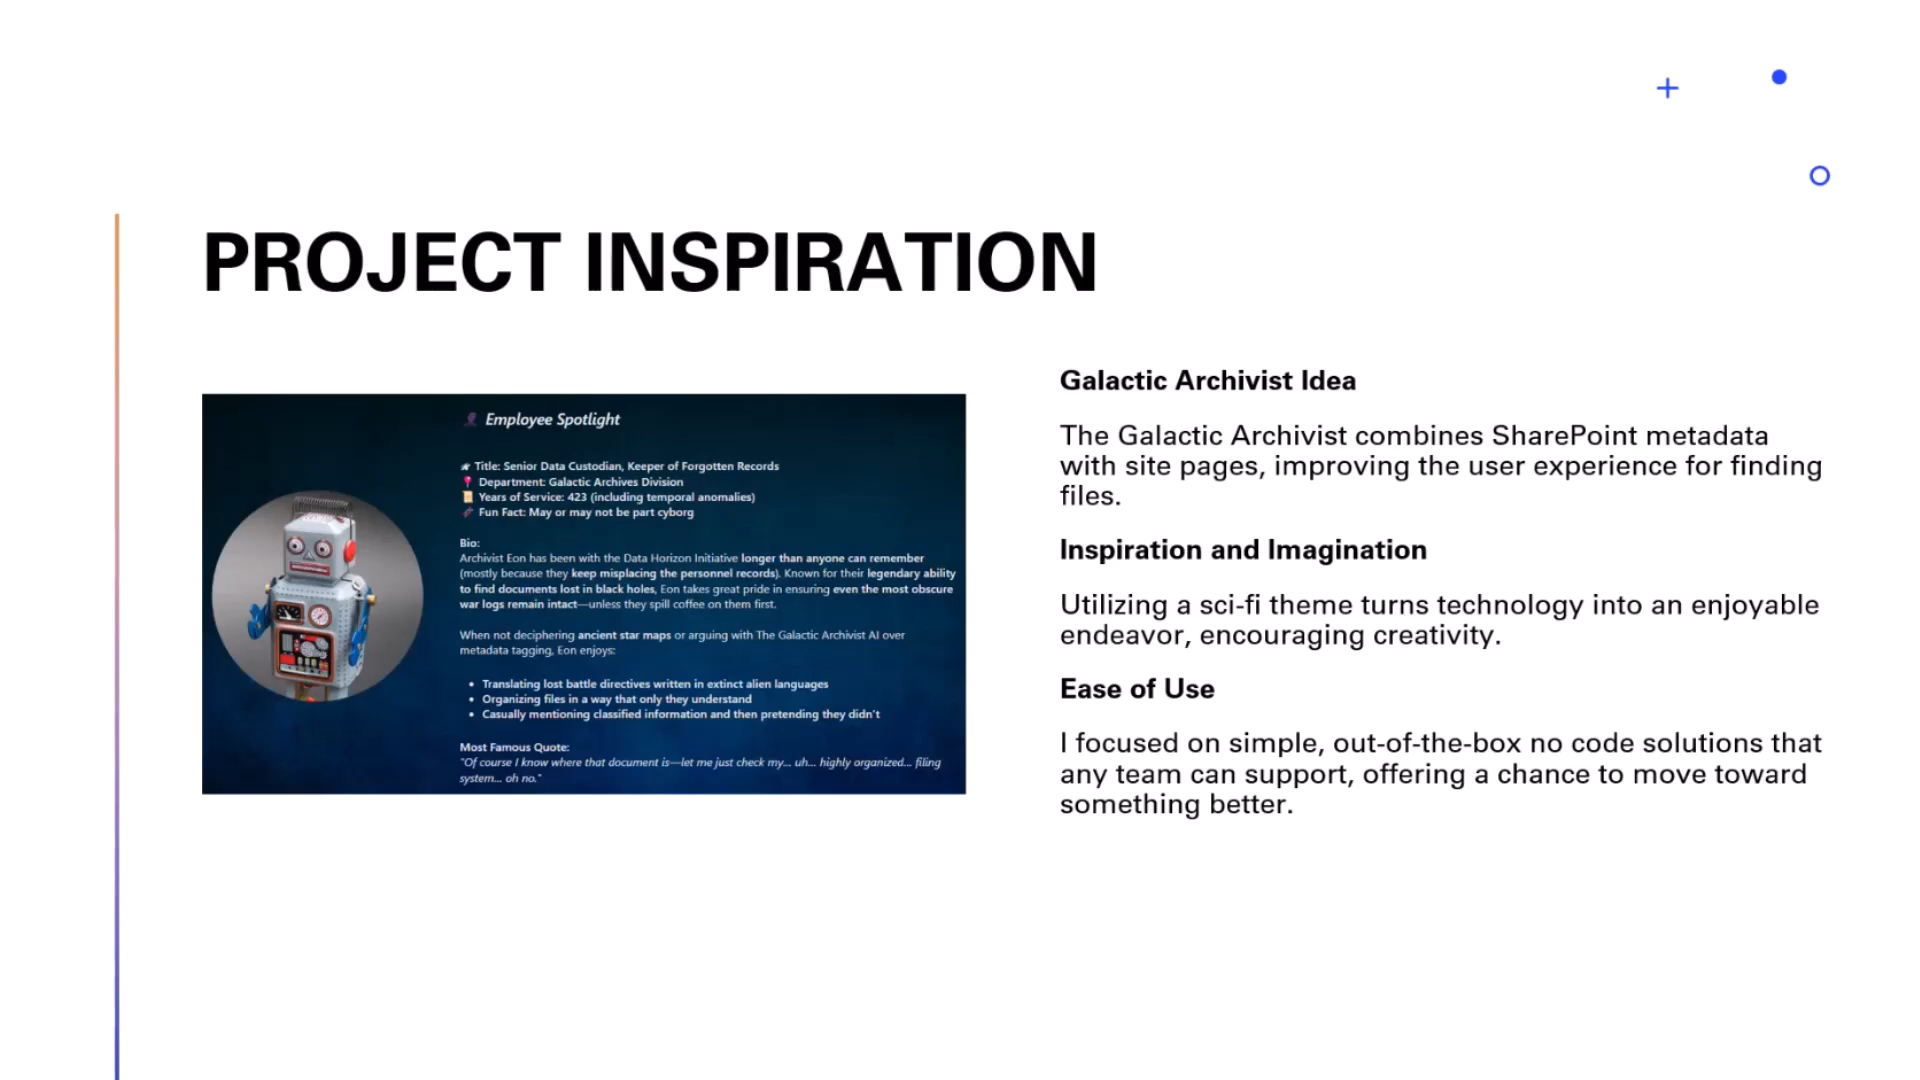 PROJECT INSPIRATION
Employee Spotlight
Title: Senior Data Custodian, Keeper of Forgotten Records
Department: Galactic Archives Division
Years of Service: 423 (including temporal anomalies)
Fun Fact: May or may not be part cyborg
Bio:
Archivist Eon has been with the Data Horizon Initiative longer than anyone can remember
(mostly because they keep misplacing the personnel records). Known for their legendary ability
to find documents lost in black holes, Eon takes great pride in ensuring even the most obscure
war logs remain intact—unless they spill coffee on them first.
When not deciphering ancient star maps or arguing with The Galactic Archivist AI over
metadata tagging, Eon enjoys:
• Translating lost battle directives written in extinct alien languages
• Organizing files in a way that only they understand
• Casually mentioning classified information and then pretending they didn't
Most Famous Quote:
"Of course I know where that document is—let me just check my... uh... highly organized... filing
system... oh no."
Galactic Archivist Idea
The Galactic Archivist combines SharePoint metadata
with site pages, improving the user experience for finding
files.
Inspiration and Imagination
Utilizing a sci-fi theme turns technology into an enjoyable
endeavor, encouraging creativity.
Ease of Use
I focused on simple, out-of-the-box no code solutions that
any team can support, offering a chance to move toward
something better.